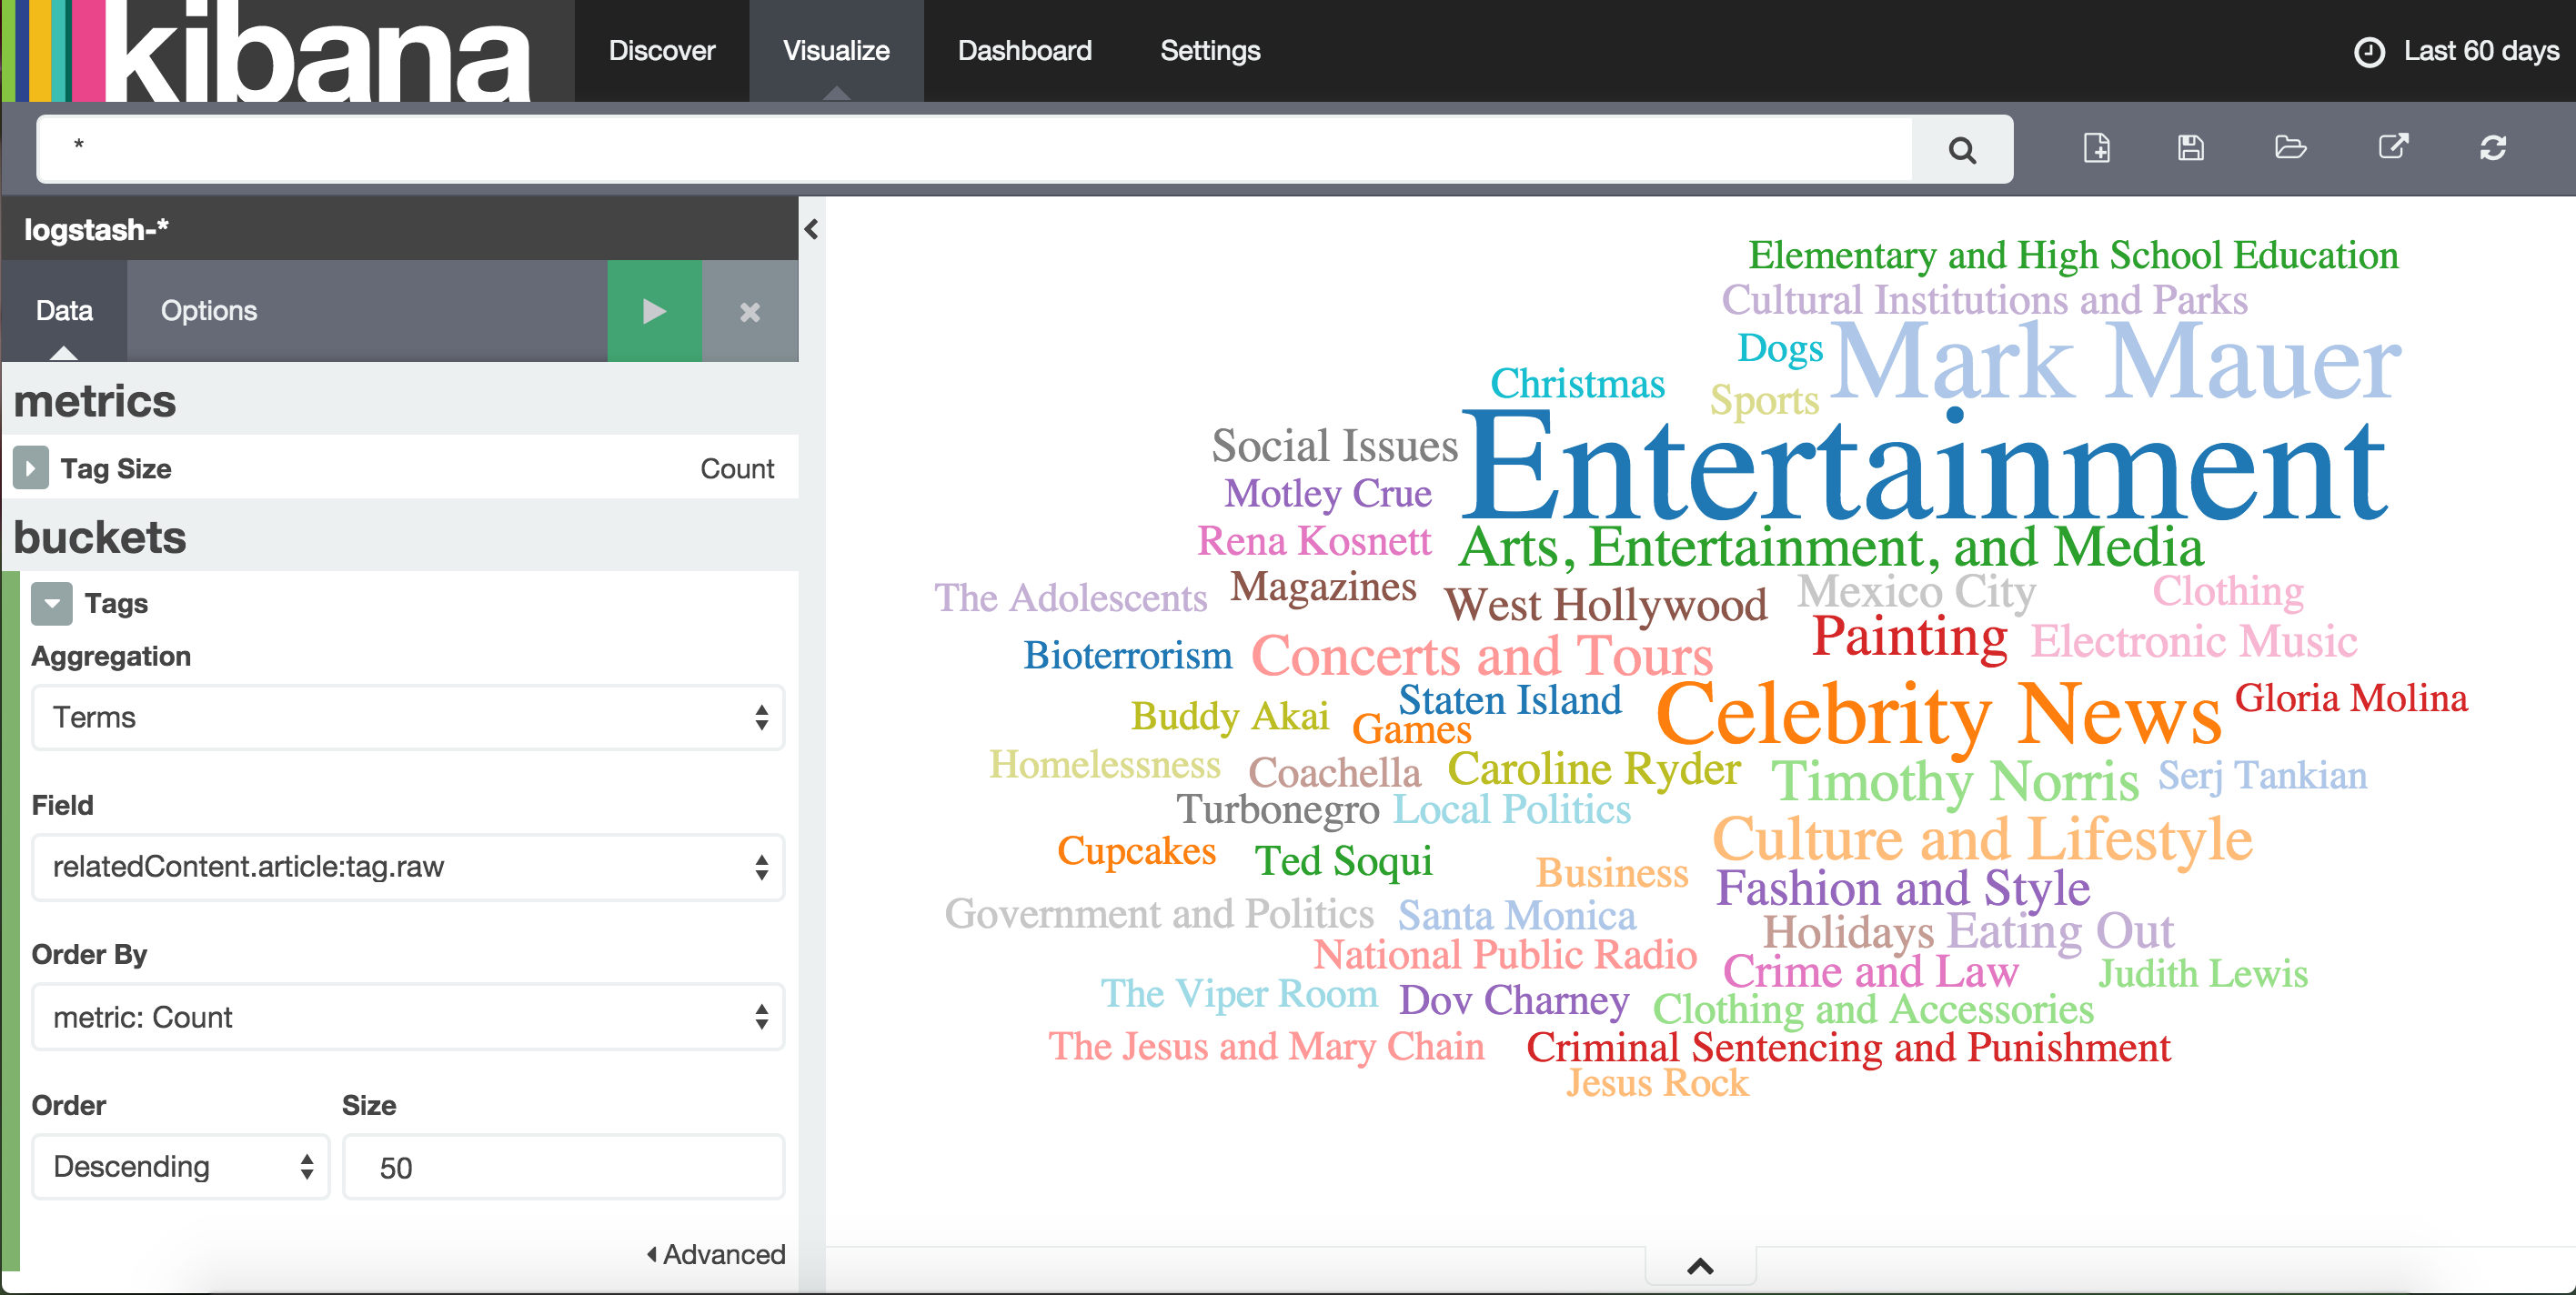 kibana
Discover
Visualize
Dashboard
Settings
Last 60 days
*
logstash-*
Data
Options
metrics
Tag Size
Count
buckets
Tags
Aggregation
Terms
Field
relatedContent.article:tag.raw
Order By
metric: Count
Order
Size
Descending
50
Advanced
Elementary and High School Education
Cultural Institutions and Parks
Dogs
Mark Mauer
Christmas
Sports
Social Issues
Entertainment
Motley Crue
Rena Kosnett
Arts, Entertainment, and Media
The Adolescents
Magazines
West Hollywood
Mexico City
Clothing
Bioterrorism
Concerts and Tours
Painting
Electronic Music
Buddy Akai
Staten Island
Games
Celebrity News
Gloria Molina
Homelessness
Coachella
Caroline Ryder
Timothy Norris
Serj Tankian
Turbonegro
Local Politics
Cupcakes
Ted Soqui
Business
Culture and Lifestyle
Fashion and Style
Government and Politics
Santa Monica
Holidays
Eating Out
National Public Radio
Crime and Law
Judith Lewis
The Viper Room
Dov Charney
Clothing and Accessories
The Jesus and Mary Chain
Criminal Sentencing and Punishment
Jesus Rock